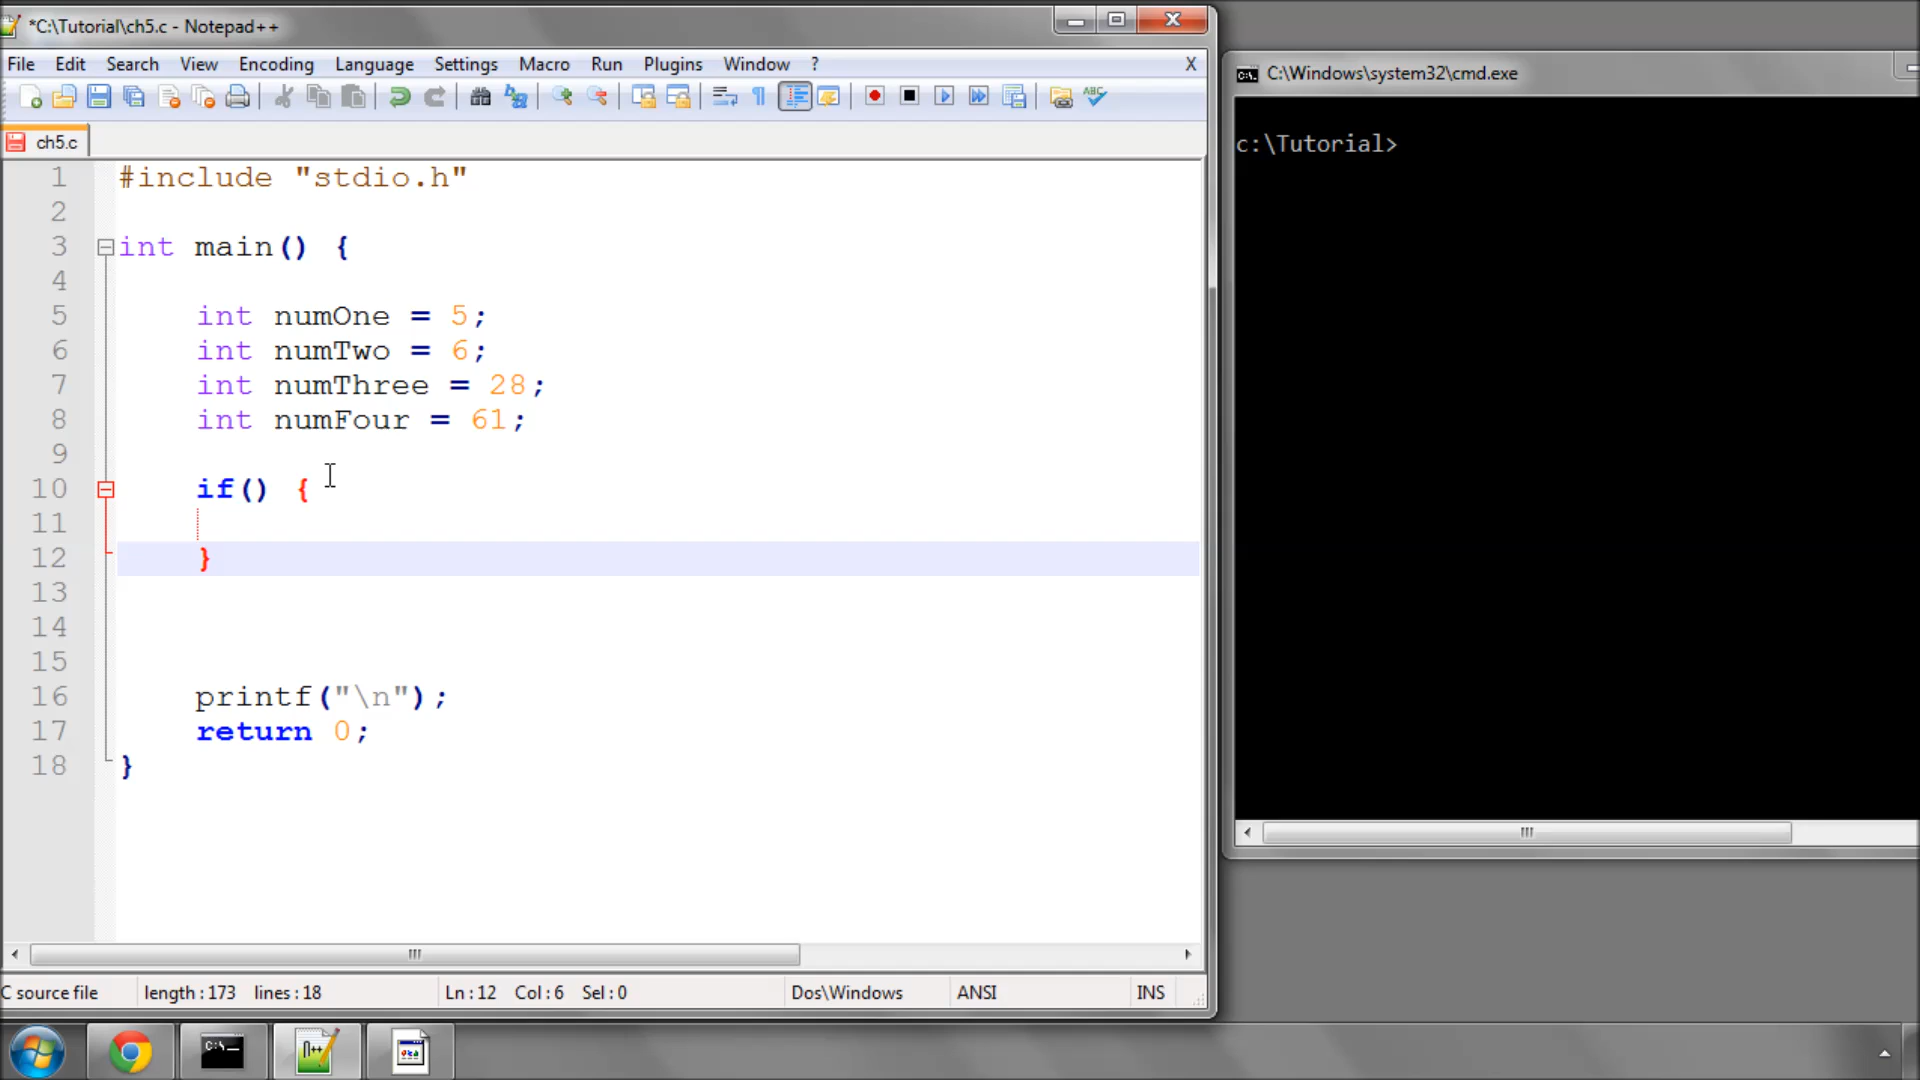 *C:\Tutorial\ch5.c - Notepad++
File Edit Search View Encoding Language Settings Macro Run Plugins Window ? X
ABC
ch5.c
1 #include "stdio.h"
2
3 int main() {
4
5 int numOne = 5;
6 int numTwo = 6;
7 int numThree = 28;
8 int numFour = 61;
9
10 if() {
11
12 }
13
14
15
16 printf("\n");
17 return 0;
18 }
C source file length : 173 lines : 18 Ln : 12 Col : 6 Sel : 0 Dos\Windows ANSI INS
C:\Windows\system32\cmd.exe
c:\Tutorial>